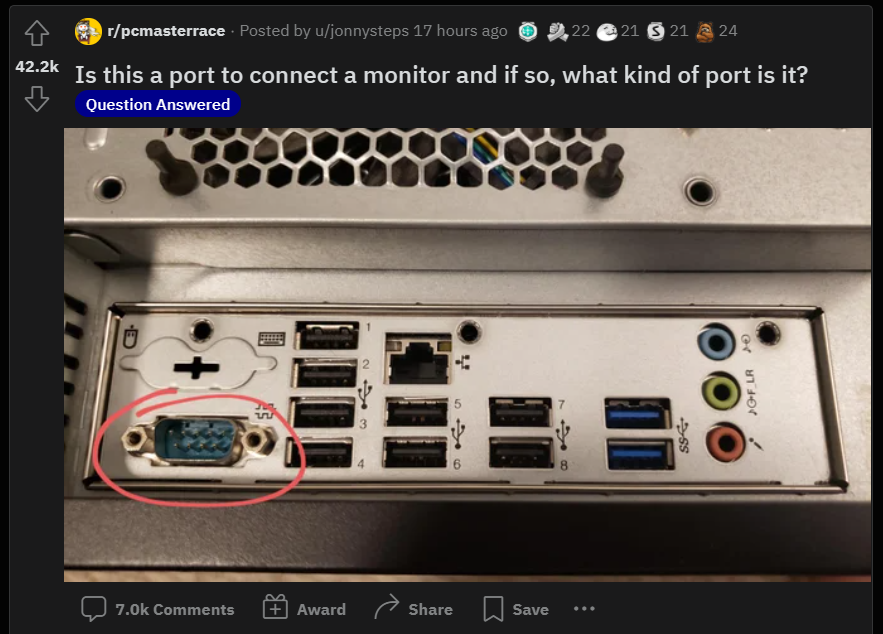 r/pcmasterrace · Posted by u/jonnysteps 17 hours ago 22 21 S 21 24
42.2k
Is this a port to connect a monitor and if so, what kind of port is it?
Question Answered
1
2
3
4
5
6
7
8
SS
F_LR
7.0k Comments Award Share Save ...